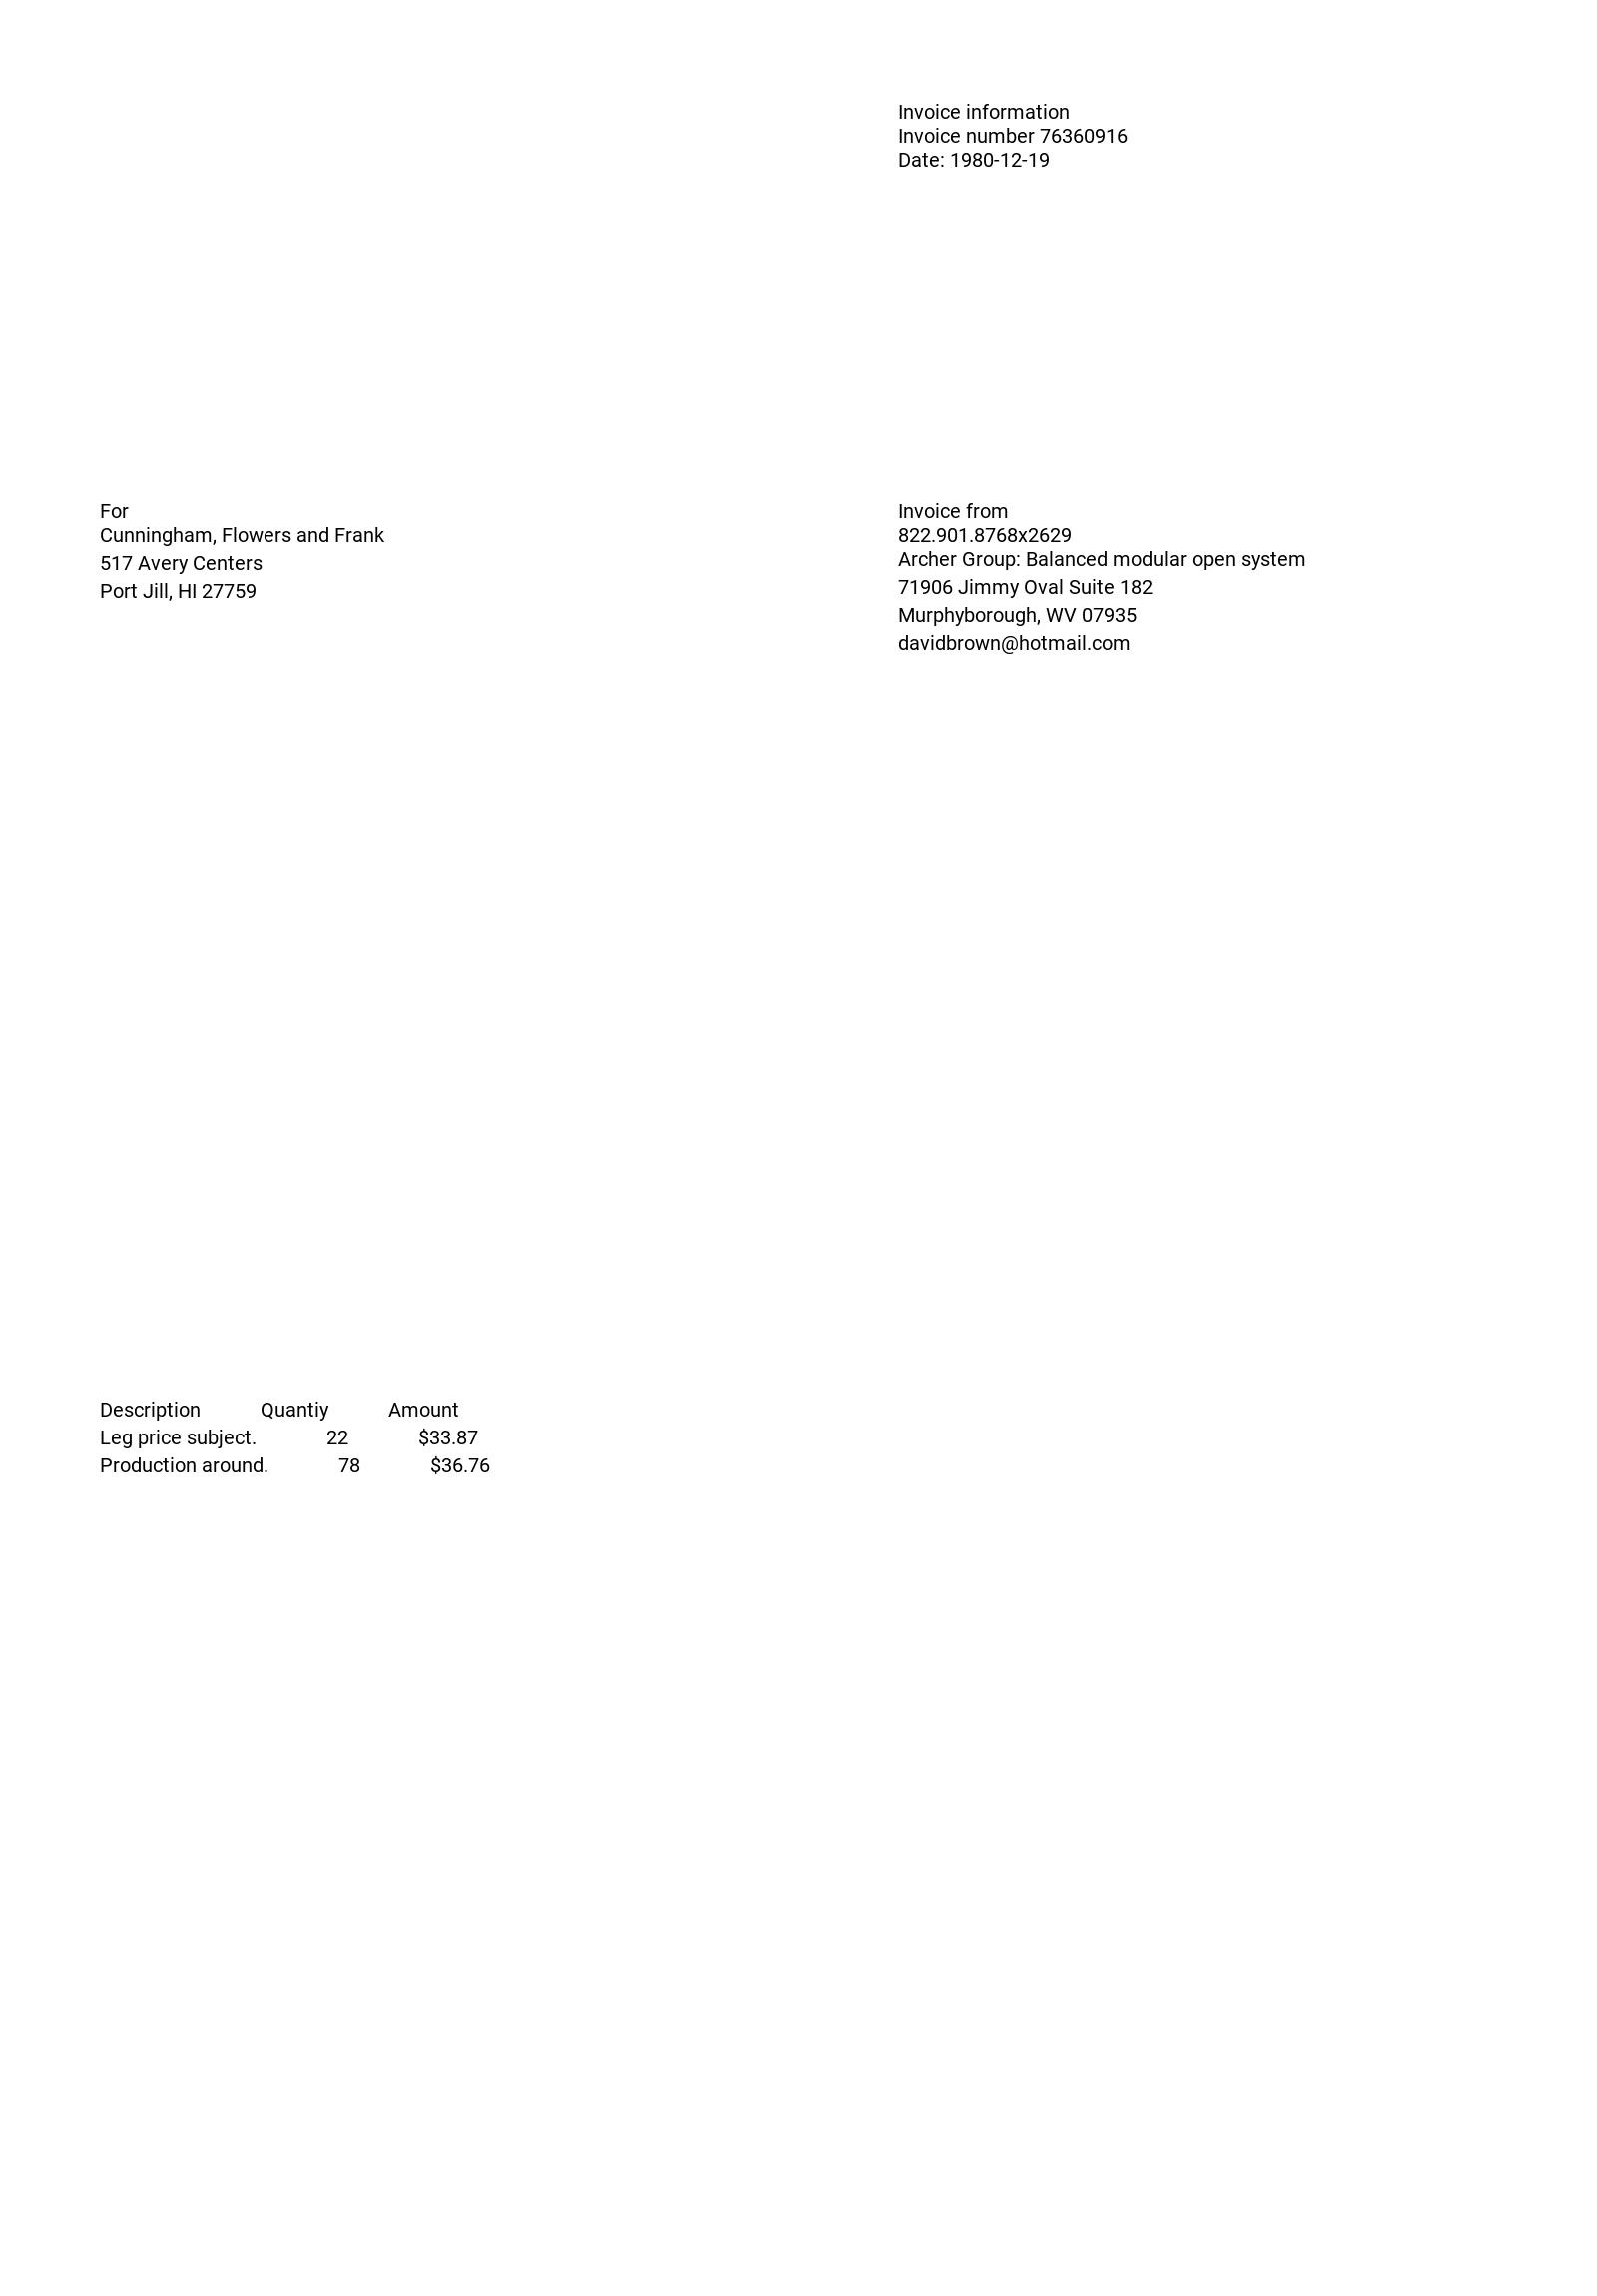 Invoice information
Invoice number 76360916
Date: 1980-12-19
For
Cunningham, Flowers and Frank
517 Avery Centers
Port Jill, HI 27759
Invoice from
822.901.8768x2629
Archer Group: Balanced modular open system
71906 Jimmy Oval Suite 182
Murphyborough, WV 07935
davidbrown@hotmail.com
Description Quantiy Amount
Leg price subject. 22 $33.87
Production around. 78 $36.76